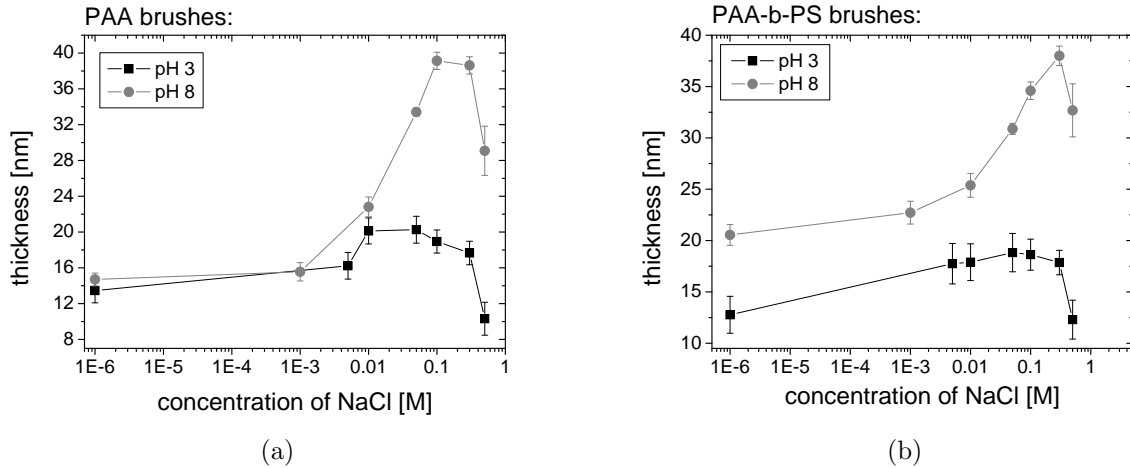 PAA brushes:
40
36
32
28
24
20
16
12
8
thickness [nm]
pH 3
pH 8
1E-6 1E-5 1E-4 1E-3 0.01 0.1 1
concentration of NaCl [M]
(a)
PAA-b-PS brushes:
40
35
30
25
20
15
10
thickness [nm]
pH 3
pH 8
1E-6 1E-5 1E-4 1E-3 0.01 0.1 1
concentration of NaCl [M]
(b)